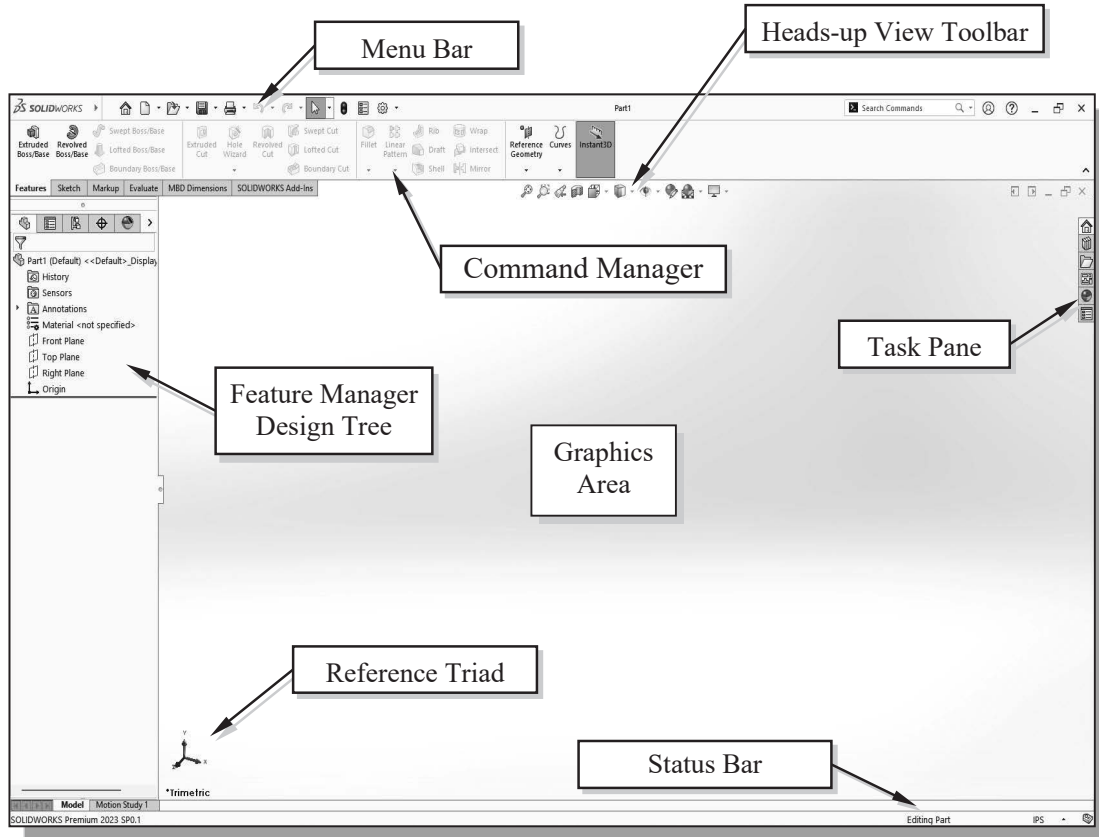 Menu Bar
Heads-up View Toolbar
SOLIDWORKS
Part1
Search Commands
Extruded Boss/Base
Revolved Boss/Base
Swept Boss/Base
Lofted Boss/Base
Boundary Boss/Base
Extruded Cut
Hole Wizard
Revolved Cut
Swept Cut
Lofted Cut
Boundary Cut
Fillet
Linear Pattern
Rib
Draft
Shell
Wrap
Intersect
Mirror
Reference Geometry
Curves
Instant3D
Features Sketch Markup Evaluate MBD Dimensions SOLIDWORKS Add-Ins
Command Manager
Part1 (Default) <<Default>_Display
History
Sensors
Annotations
Material <not specified>
Front Plane
Top Plane
Right Plane
Origin
Task Pane
Feature Manager
Design Tree
Graphics
Area
Reference Triad
Y
X
Z
Status Bar
*Trimetric
Model Motion Study 1
SOLIDWORKS Premium 2023 SP0.1
Editing Part
IPS